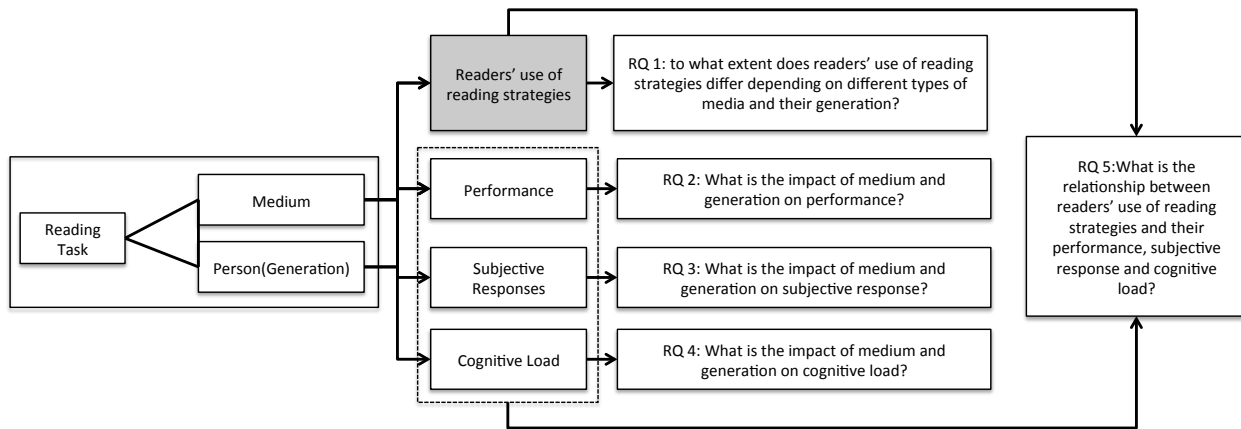 Readers' use of
reading strategies
RQ 1: to what extent does readers' use of reading
strategies differ depending on different types of
media and their generation?
Reading
Task
Medium
Person(Generation)
Performance
RQ 2: What is the impact of medium and
generation on performance?
Subjective
Responses
RQ 3: What is the impact of medium and
generation on subjective response?
Cognitive Load
RQ 4: What is the impact of medium and
generation on cognitive load?
RQ 5:What is the
relationship between
readers' use of reading
strategies and their
performance, subjective
response and cognitive
load?